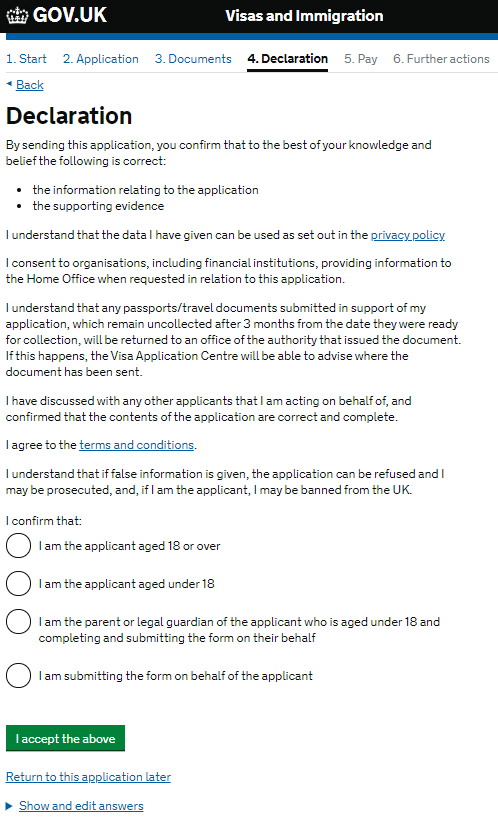 GOV.UK
Visas and Immigration
1. Start 2. Application 3. Documents 4. Declaration 5. Pay 6. Further actions
Back
Declaration
By sending this application, you confirm that to the best of your knowledge and
belief the following is correct:
• the information relating to the application
• the supporting evidence
I understand that the data I have given can be used as set out in the privacy policy
I consent to organisations, including financial institutions, providing information to
the Home Office when requested in relation to this application.
I understand that any passports/travel documents submitted in support of my
application, which remain uncollected after 3 months from the date they were ready
for collection, will be returned to an office of the authority that issued the document.
If this happens, the Visa Application Centre will be able to advise where the
document has been sent.
I have discussed with any other applicants that I am acting on behalf of, and
confirmed that the contents of the application are correct and complete.
I agree to the terms and conditions.
I understand that if false information is given, the application can be refused and I
may be prosecuted, and, if I am the applicant, I may be banned from the UK.
I confirm that:
I am the applicant aged 18 or over
I am the applicant aged under 18
I am the parent or legal guardian of the applicant who is aged under 18 and
completing and submitting the form on their behalf
I am submitting the form on behalf of the applicant
I accept the above
Return to this application later
Show and edit answers